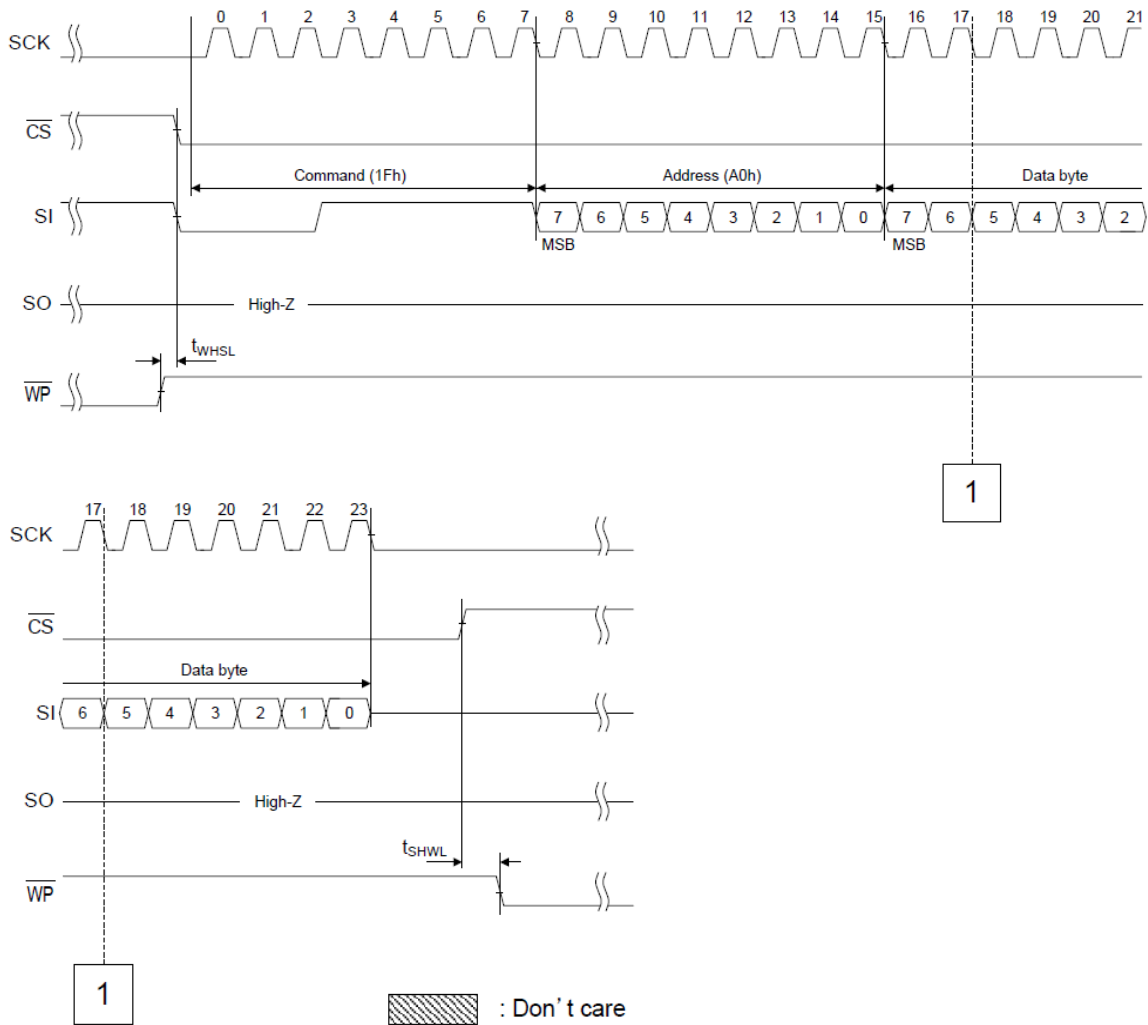 0 1 2 3 4 5 6 7 8 9 10 11 12 13 14 15 16 17 18 19 20 21
SCK
CS
Command (1Fh) Address (A0h) Data byte
SI 7 6 5 4 3 2 1 0 7 6 5 4 3 2
MSB MSB
SO High-Z
tWHSL
WP
1
17 18 19 20 21 22 23
SCK
CS
Data byte
SI 6 5 4 3 2 1 0
SO High-Z
tSHWL
WP
1
: Don't care